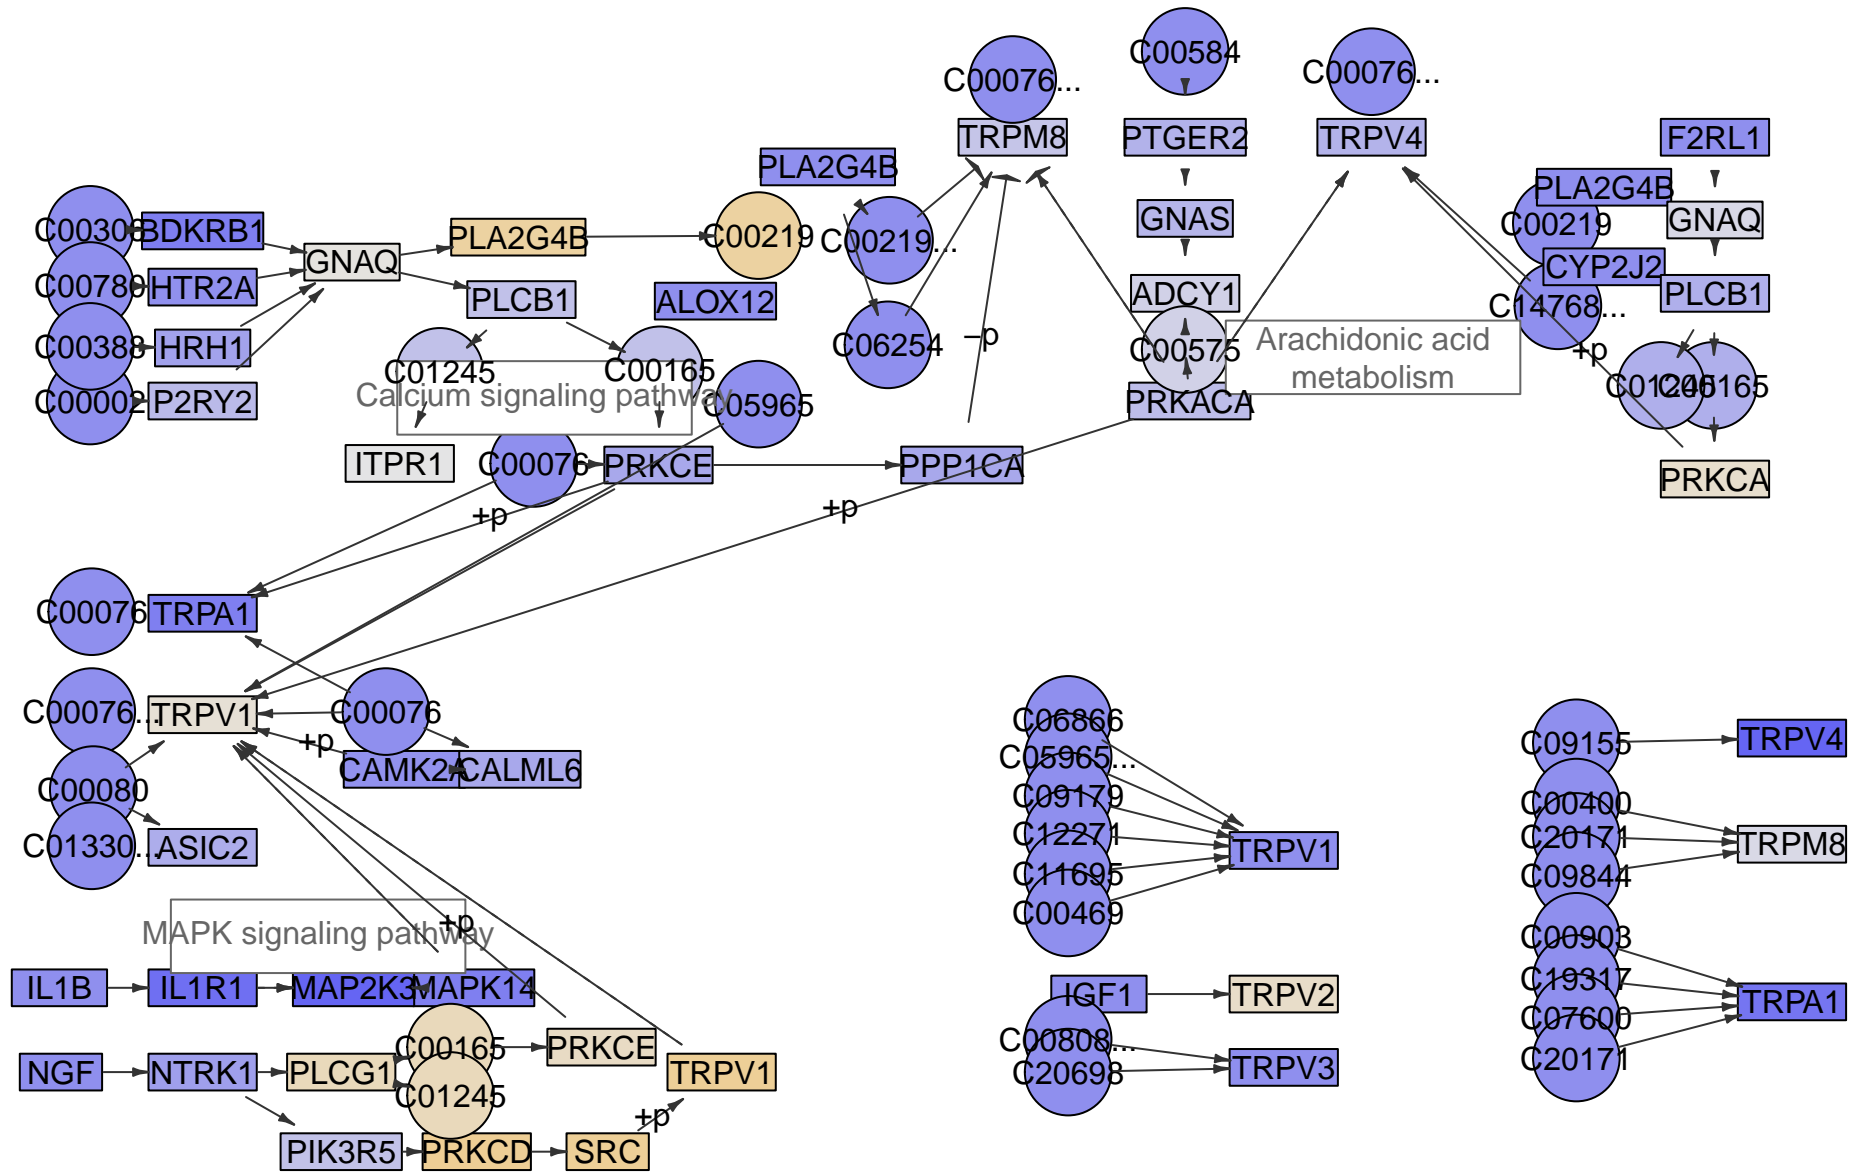 C00584
C00076...
C00076...
TRPM8
PTGER2
TRPV4
F2RL1
PLA2G4B
PLA2G4B
C00219
GNAS
GNAQ
BDKRB1
PLA2G4B
C00219
C00219...
GNAQ
CYP2J2
C00780
HTR2A
PLCB1
ALOX12
ADCY1
PLCB1
C14768...
C00388
HRH1
C06254
–p
C00575
Arachidonic acid
metabolism
+p
C01245
C00165
Calcium signaling pathway
C00002
P2RY2
C05965
PRKACA
C01245
C00165
ITPR1
C00076
PRKCE
PPP1CA
PRKCA
+p
+p
C00076
TRPA1
C00076...
TRPV1
C00076
+p
CAMK2A
CALML6
C00080
C01330...
ASIC2
C06866
C05965...
C09179
C12271
C11695
C00469
TRPV1
C09155
TRPV4
C00400
C20171
C09844
TRPM8
C00903
C19317
C07600
C20171
TRPA1
MAPK signaling pathway
+p
IL1B
IL1R1
MAP2K3
MAPK14
IGF1
TRPV2
C00808...
C20698
TRPV3
C00165
PRKCE
NGF
NTRK1
PLCG1
TRPV1
C01245
+p
PIK3R5
PRKCD
SRC